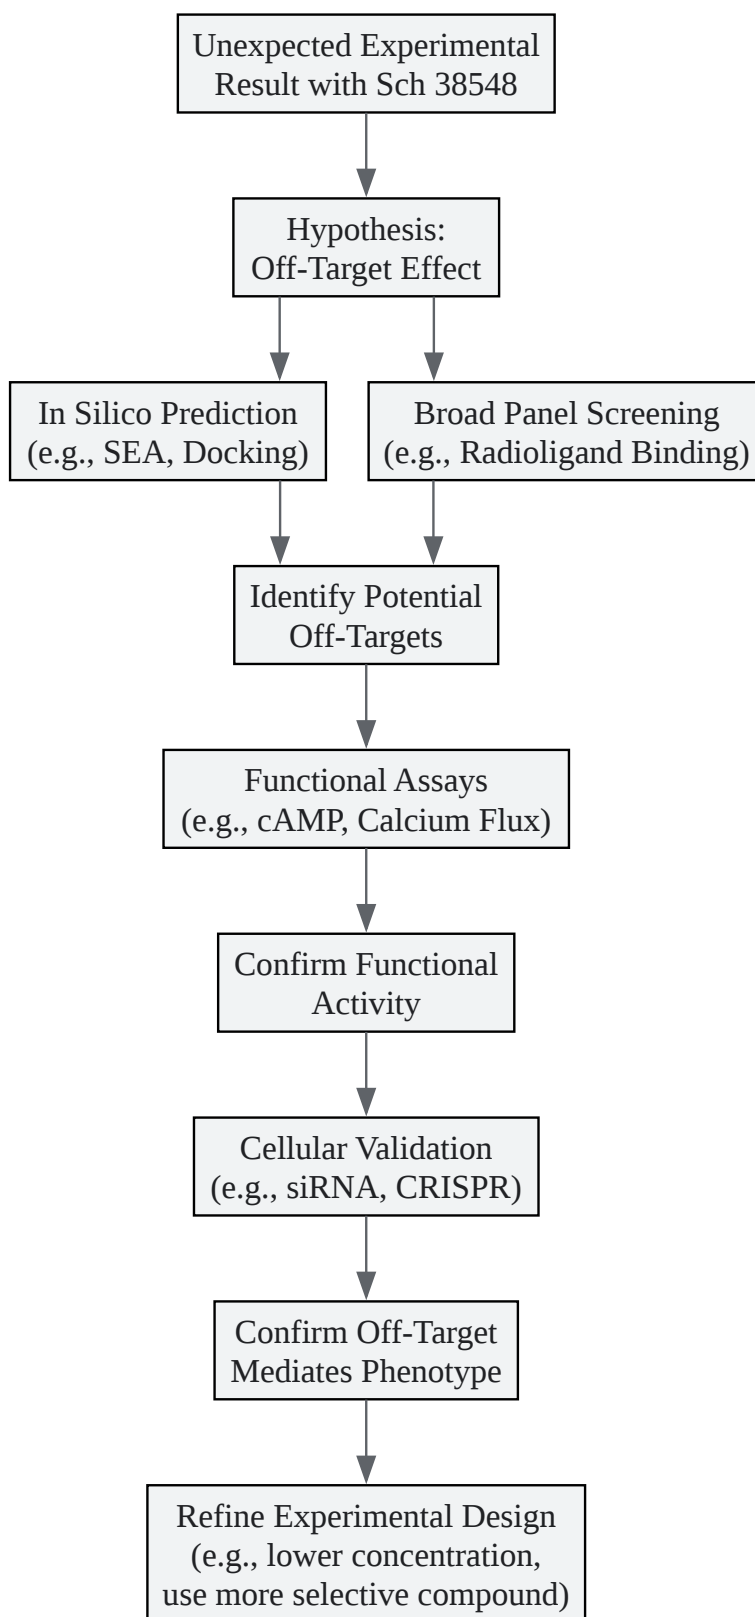 Unexpected Experimental
Result with Sch 38548
Hypothesis:
Off-Target Effect
In Silico Prediction
(e.g., SEA, Docking)
Broad Panel Screening
(e.g., Radioligand Binding)
Identify Potential
Off-Targets
Functional Assays
(e.g., cAMP, Calcium Flux)
Confirm Functional
Activity
Cellular Validation
(e.g., siRNA, CRISPR)
Confirm Off-Target
Mediates Phenotype
Refine Experimental Design
(e.g., lower concentration,
use more selective compound)